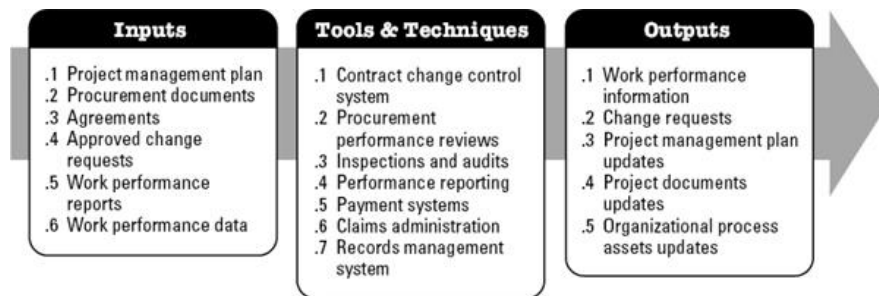 Inputs
.1 Project management plan
.2 Procurement documents
.3 Agreements
.4 Approved change
requests
.5 Work performance
reports
.6 Work performance data
Tools & Techniques
.1 Contract change control
system
.2 Procurement
performance reviews
.3 Inspections and audits
.4 Performance reporting
.5 Payment systems
.6 Claims administration
.7 Records management
system
Outputs
.1 Work performance
information
.2 Change requests
.3 Project management plan
updates
.4 Project documents
updates
.5 Organizational process
assets updates